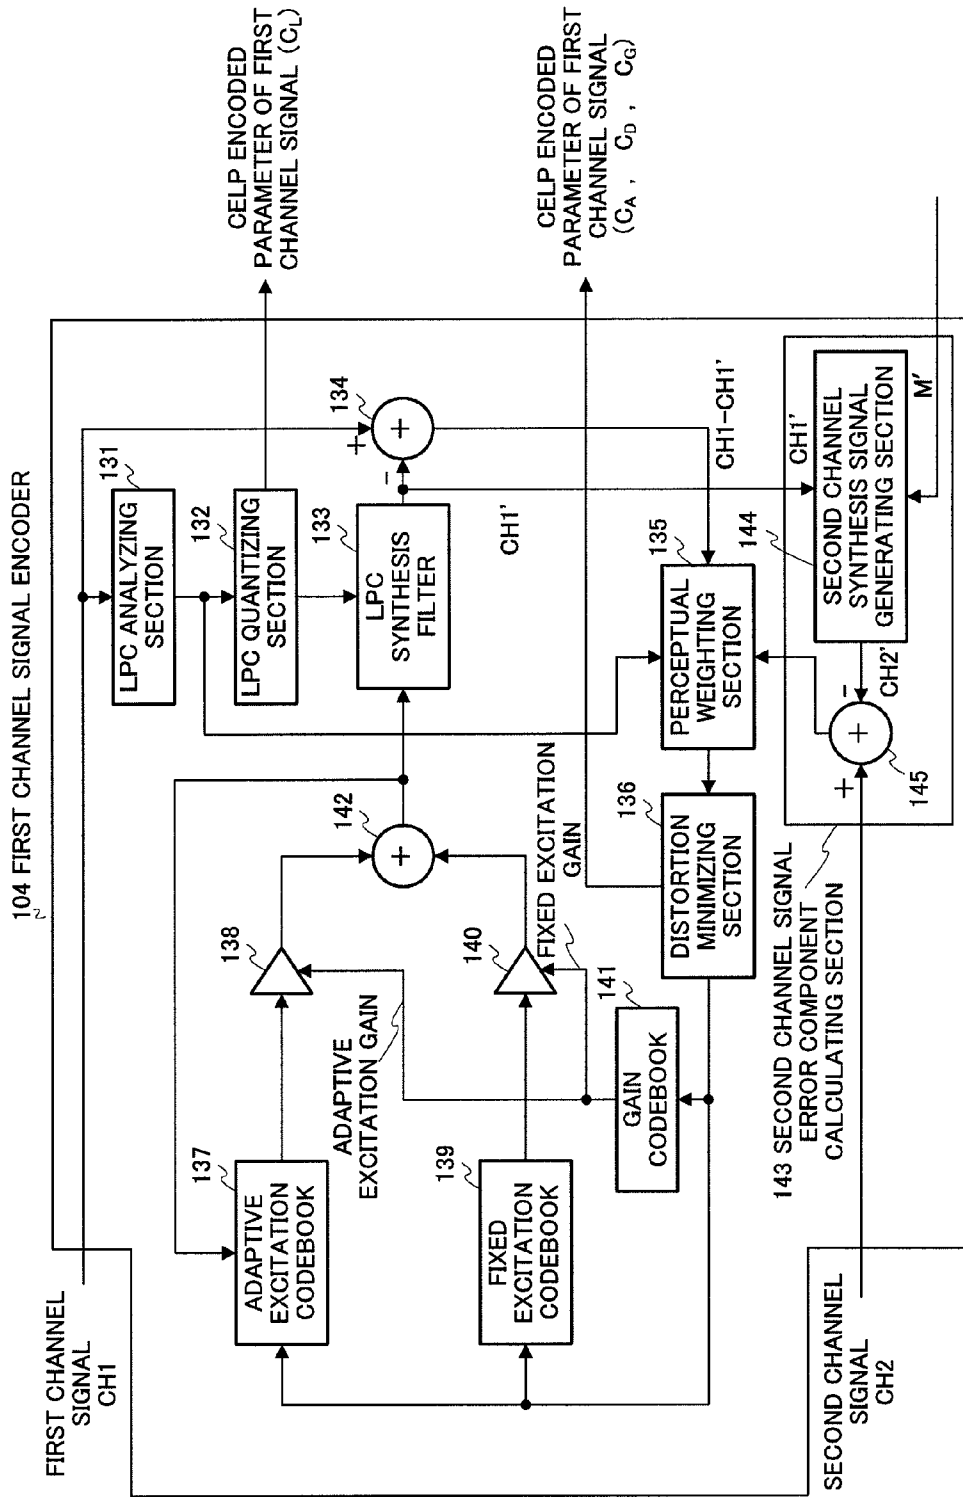 104 FIRST CHANNEL SIGNAL ENCODER
FIRST CHANNEL
SIGNAL
CH1
LPC ANALYZING
SECTION
131
LPC QUANTIZING
SECTION
132
CELP ENCODED
PARAMETER OF FIRST
CHANNEL SIGNAL (CL)
LPC
SYNTHESIS
FILTER
133
134
+
-
+
CH1'
ADAPTIVE
EXCITATION
CODEBOOK
137
138
142
+
ADAPTIVE
EXCITATION GAIN
FIXED
EXCITATION
CODEBOOK
139
140
FIXED EXCITATION
GAIN
GAIN
CODEBOOK
141
CELP ENCODED
PARAMETER OF FIRST
CHANNEL SIGNAL
(CA , CD , CG)
DISTORTION
MINIMIZING
SECTION
136
PERCEPTUAL
WEIGHTING
SECTION
135
CH1-CH1'
143 SECOND CHANNEL SIGNAL
ERROR COMPONENT
CALCULATING SECTION
144
CH1'
SECOND CHANNEL
SYNTHESIS SIGNAL
GENERATING SECTION
M'
CH2'
-
+
+
145
SECOND CHANNEL
SIGNAL
CH2